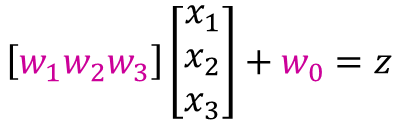 [w₁w₂w₃] [x₁ x₂ x₃] + w₀ = z